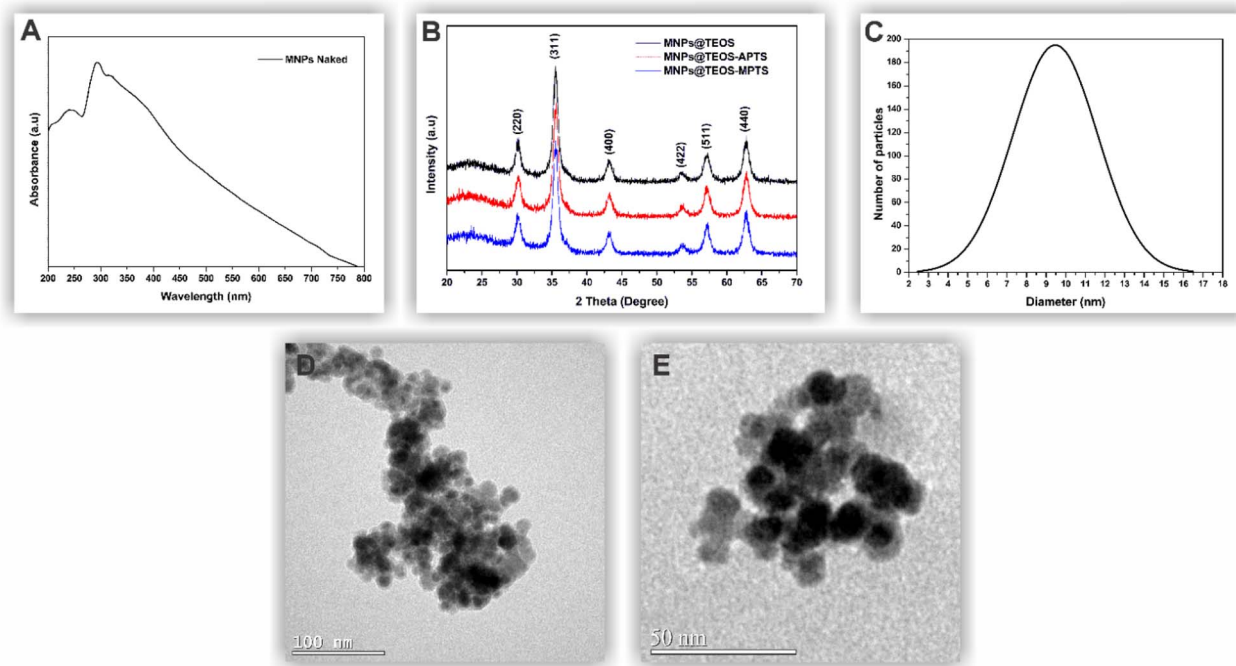 A
MNPs Naked
Absorbance (a.u)
200 250 300 350 400 450 500 550 600 650 700 750 800
Wavelength (nm)
B
MNPs@TEOS
MNPs@TEOS-APTS
MNPs@TEOS-MPTS
(220)
(311)
(400)
(422)
(511)
(440)
Intensity (a.u)
20 25 30 35 40 45 50 55 60 65 70
2 Theta (Degree)
C
200
180
160
140
120
100
80
60
40
20
0
Number of particles
2 3 4 5 6 7 8 9 10 11 12 13 14 15 16 17 18
Diameter (nm)
D
100 nm
E
50 nm